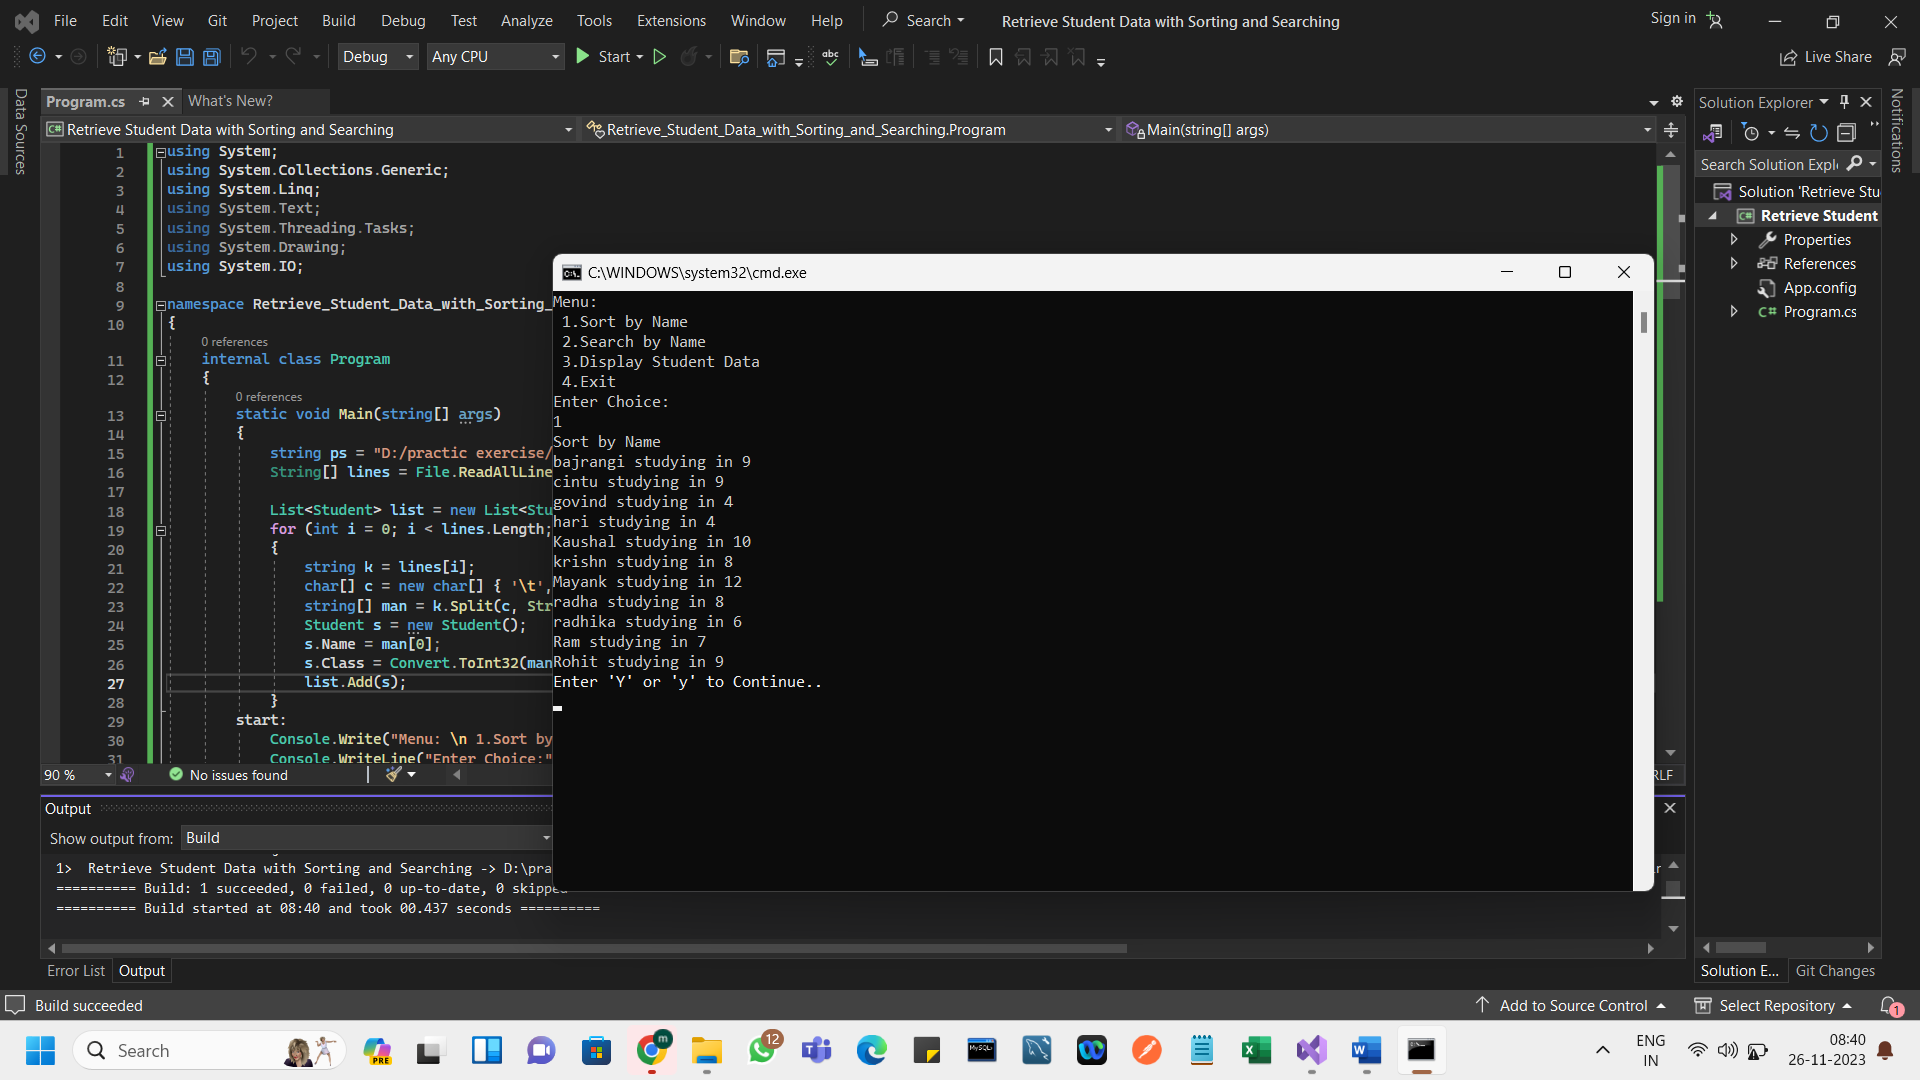 File Edit View Git Project Build Debug Test Analyze Tools Extensions Window Help Search Retrieve Student Data with Sorting and Searching Sign in
Debug Any CPU Start Live Share
Data Sources
Program.cs What's New?
Retrieve Student Data with Sorting and Searching Retrieve_Student_Data_with_Sorting_and_Searching.Program Main(string[] args)
1 using System;
2 using System.Collections.Generic;
3 using System.Linq;
4 using System.Text;
5 using System.Threading.Tasks;
6 using System.Drawing;
7 using System.IO;
8
9 namespace Retrieve_Student_Data_with_Sorting_
10 {
0 references
11 internal class Program
12 {
0 references
13 static void Main(string[] args)
14 {
15 string ps = "D:/practic exercise/
16 String[] lines = File.ReadAllLine
17
18 List<Student> list = new List<Stu
19 for (int i = 0; i < lines.Length;
20 {
21 string k = lines[i];
22 char[] c = new char[] { '\t',
23 string[] man = k.Split(c, Str
24 Student s = new Student();
25 s.Name = man[0];
26 s.Class = Convert.ToInt32(man
27 list.Add(s);
28 }
29 start:
30 Console.Write("Menu: \n 1.Sort by
31 Console.WriteLine("Enter Choice:"
90 % No issues found
RLF
C:\WINDOWS\system32\cmd.exe
Menu:
1.Sort by Name
2.Search by Name
3.Display Student Data
4.Exit
Enter Choice:
1
Sort by Name
bajrangi studying in 9
cintu studying in 9
govind studying in 4
hari studying in 4
Kaushal studying in 10
krishn studying in 8
Mayank studying in 12
radha studying in 8
radhika studying in 6
Ram studying in 7
Rohit studying in 9
Enter 'Y' or 'y' to Continue..
Solution Explorer
Search Solution Expl
Solution 'Retrieve Stu
Retrieve Student
Properties
References
App.config
C# Program.cs
Notifications
Output
Show output from: Build
1> Retrieve Student Data with Sorting and Searching -> D:\pra
========== Build: 1 succeeded, 0 failed, 0 up-to-date, 0 skipped
========== Build started at 08:40 and took 00.437 seconds ==========
Error List Output
Solution E... Git Changes
Build succeeded Add to Source Control Select Repository 1
Search PRE m 12 MySQL ENG IN 08:40 26-11-2023